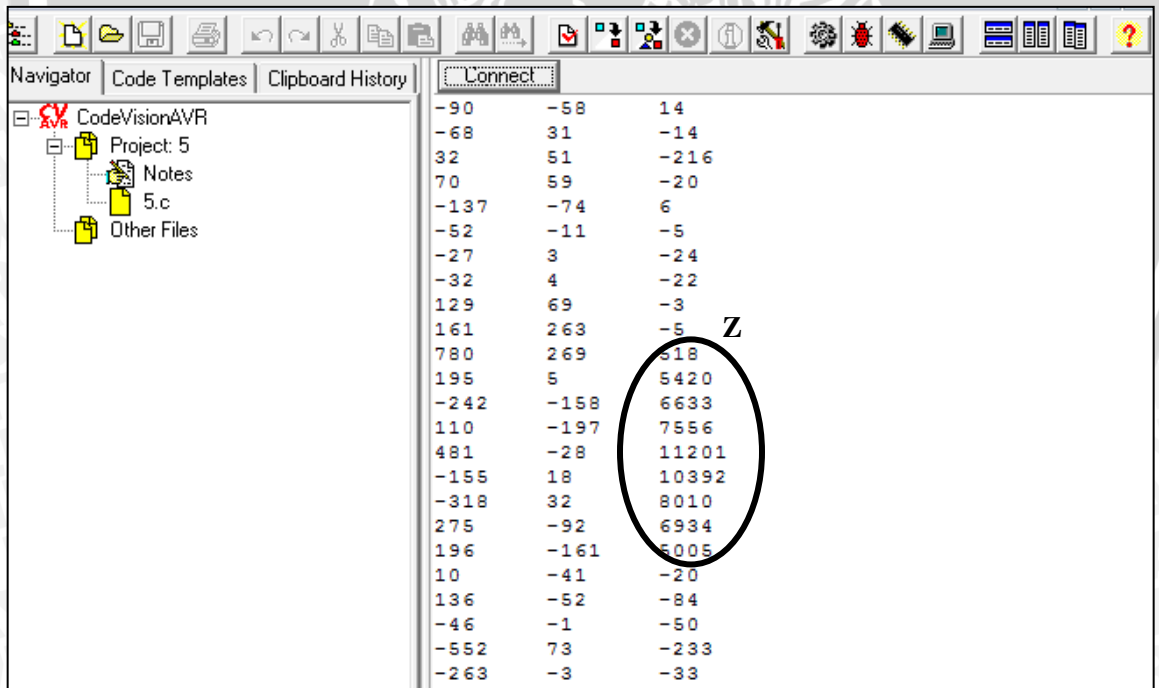 Navigator Code Templates Clipboard History
CodeVisionAVR
Project: 5
Notes
5.c
Other Files
Connect
-90 -58 14
-68 31 -14
32 51 -216
70 59 -20
-137 -74 6
-52 -11 -5
-27 3 -24
-32 4 -22
129 69 -3
161 263 -5
Z
780 269 518
195 5 5420
-242 -158 6633
110 -197 7556
481 -28 11201
-155 18 10392
-318 32 8010
275 -92 6934
196 -161 5005
10 -41 -20
136 -52 -84
-46 -1 -50
-552 73 -233
-263 -3 -33